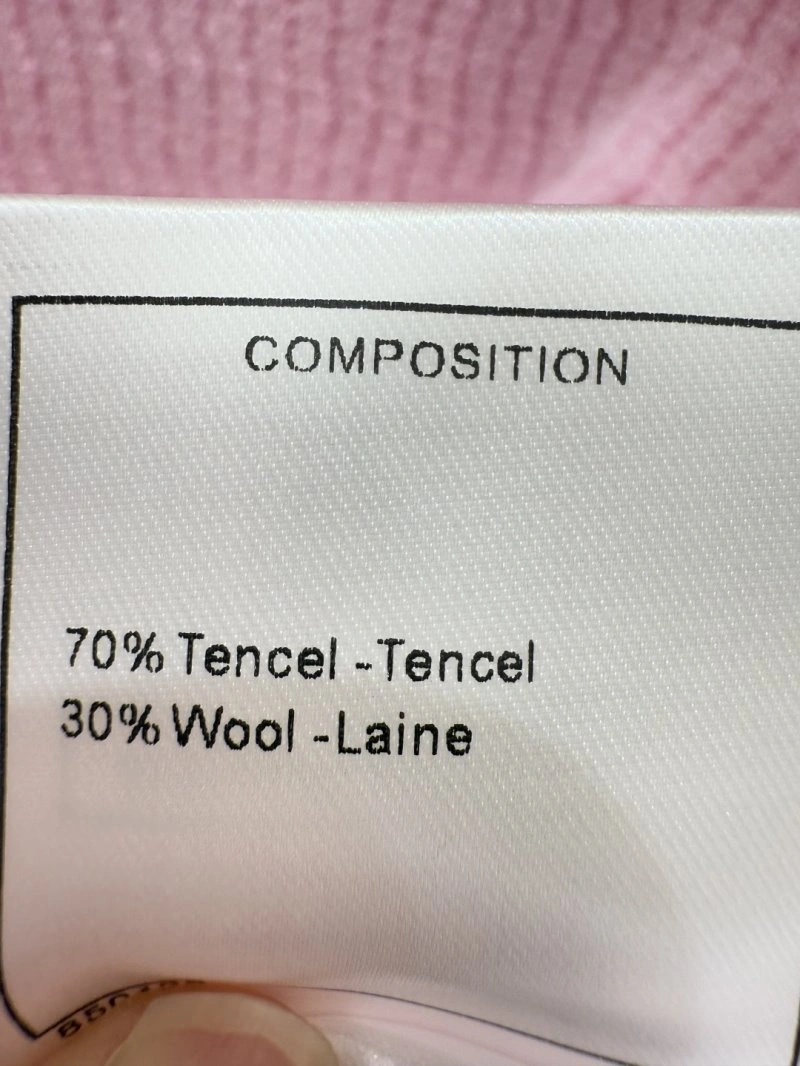 COMPOSITION
70% Tencel -Tencel
30% Wool -Laine